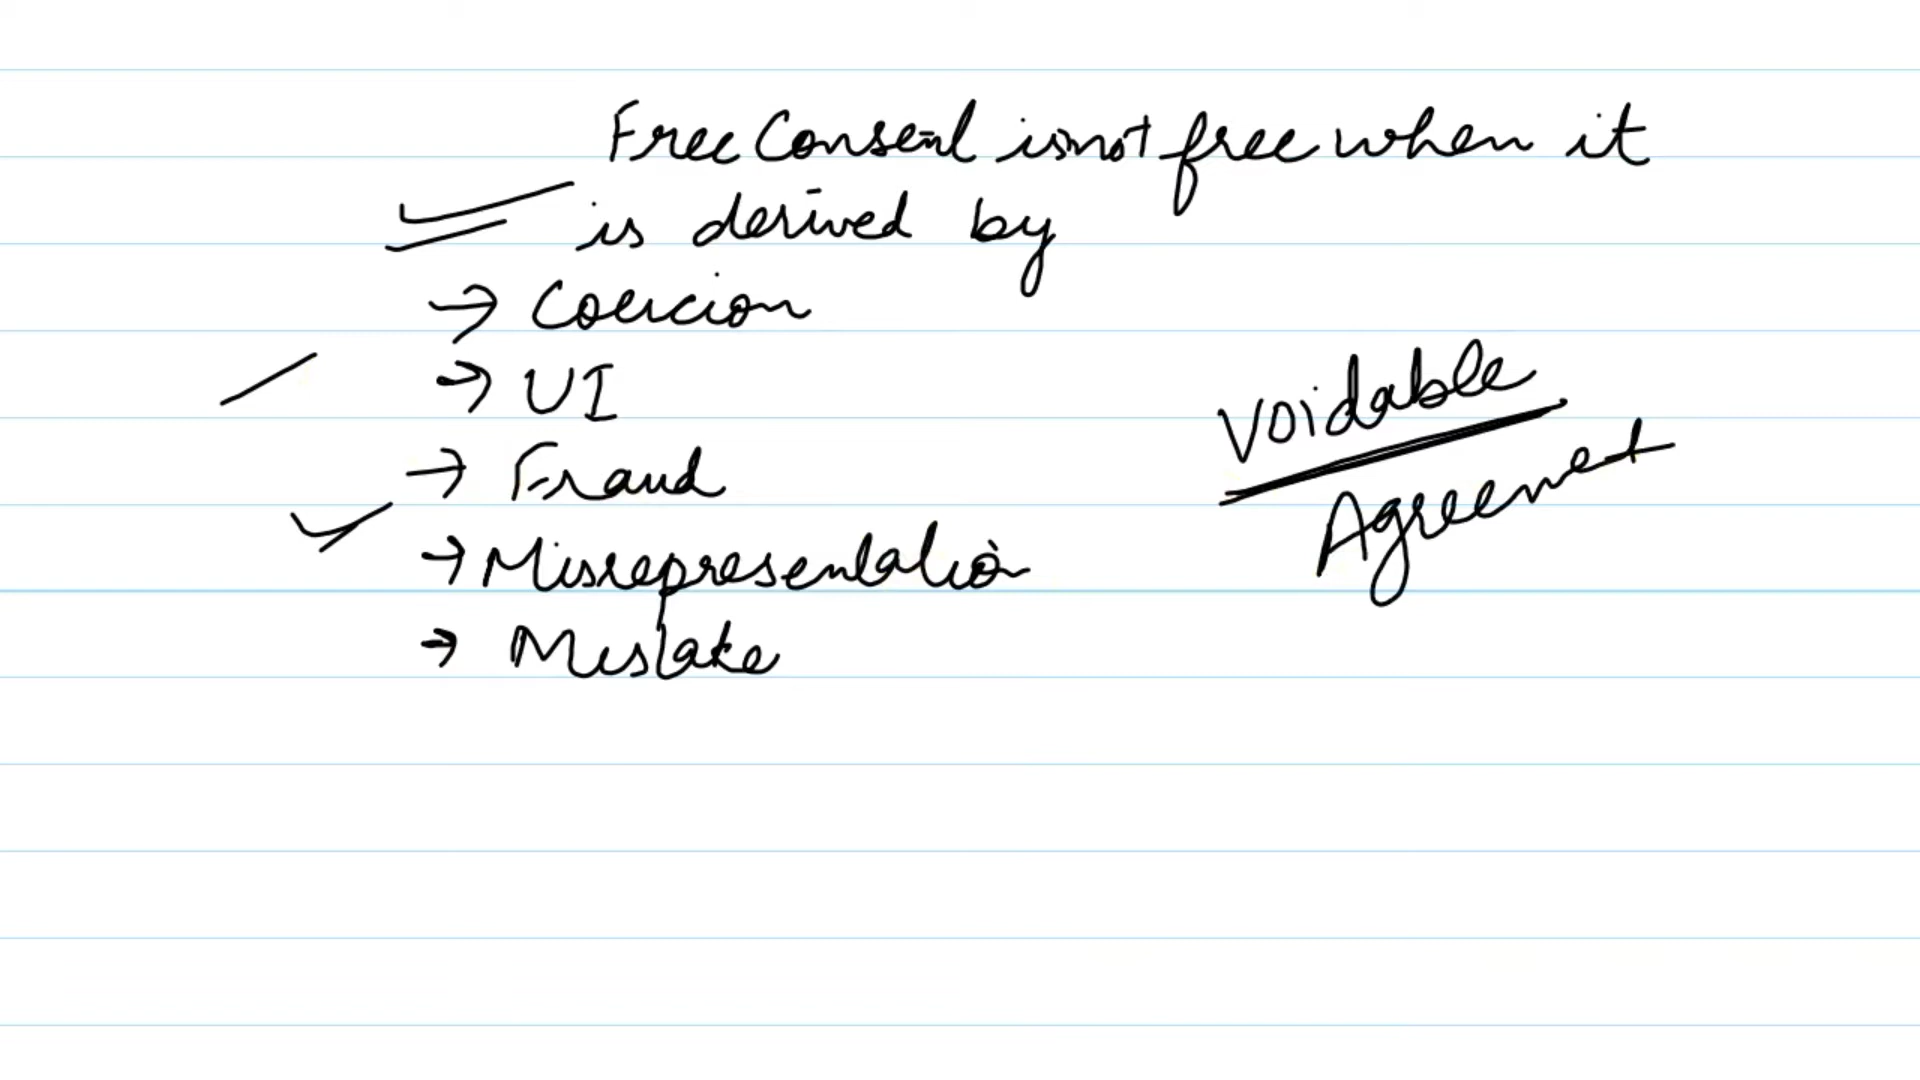 Free Consent is not free when it
is derived by
→ Coercion
→ UI
→ Fraud
→ Misrepresentation
→ Mistake
Voidable
Agreement